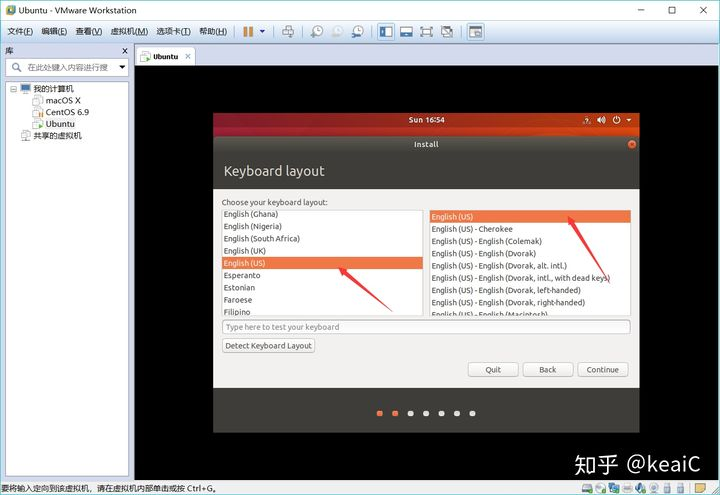 Ubuntu - VMware Workstation
文件(F) 编辑(E) 查看(V) 虚拟机(M) 选项卡(T) 帮助(H)
库
在此处键入内容进行搜
我的计算机
macOS X
CentOS 6.9
Ubuntu
共享的虚拟机
Ubuntu
Sun 16:54
Install
Keyboard layout
Choose your keyboard layout:
English (Ghana)
English (Nigeria)
English (South Africa)
English (UK)
English (US)
Esperanto
Estonian
Faroese
Filipino
English (US)
English (US) - Cherokee
English (US) - English (Colemak)
English (US) - English (Dvorak)
English (US) - English (Dvorak, alt. intl.)
English (US) - English (Dvorak, intl., with dead keys)
English (US) - English (Dvorak, left-handed)
English (US) - English (Dvorak, right-handed)
English (US) - English (Macintosh)
Type here to test your keyboard
Detect Keyboard Layout
Quit Back Continue
知乎 @keaiC
要将输入定向到该虚拟机，请在虚拟机内部单击或按 Ctrl+G。